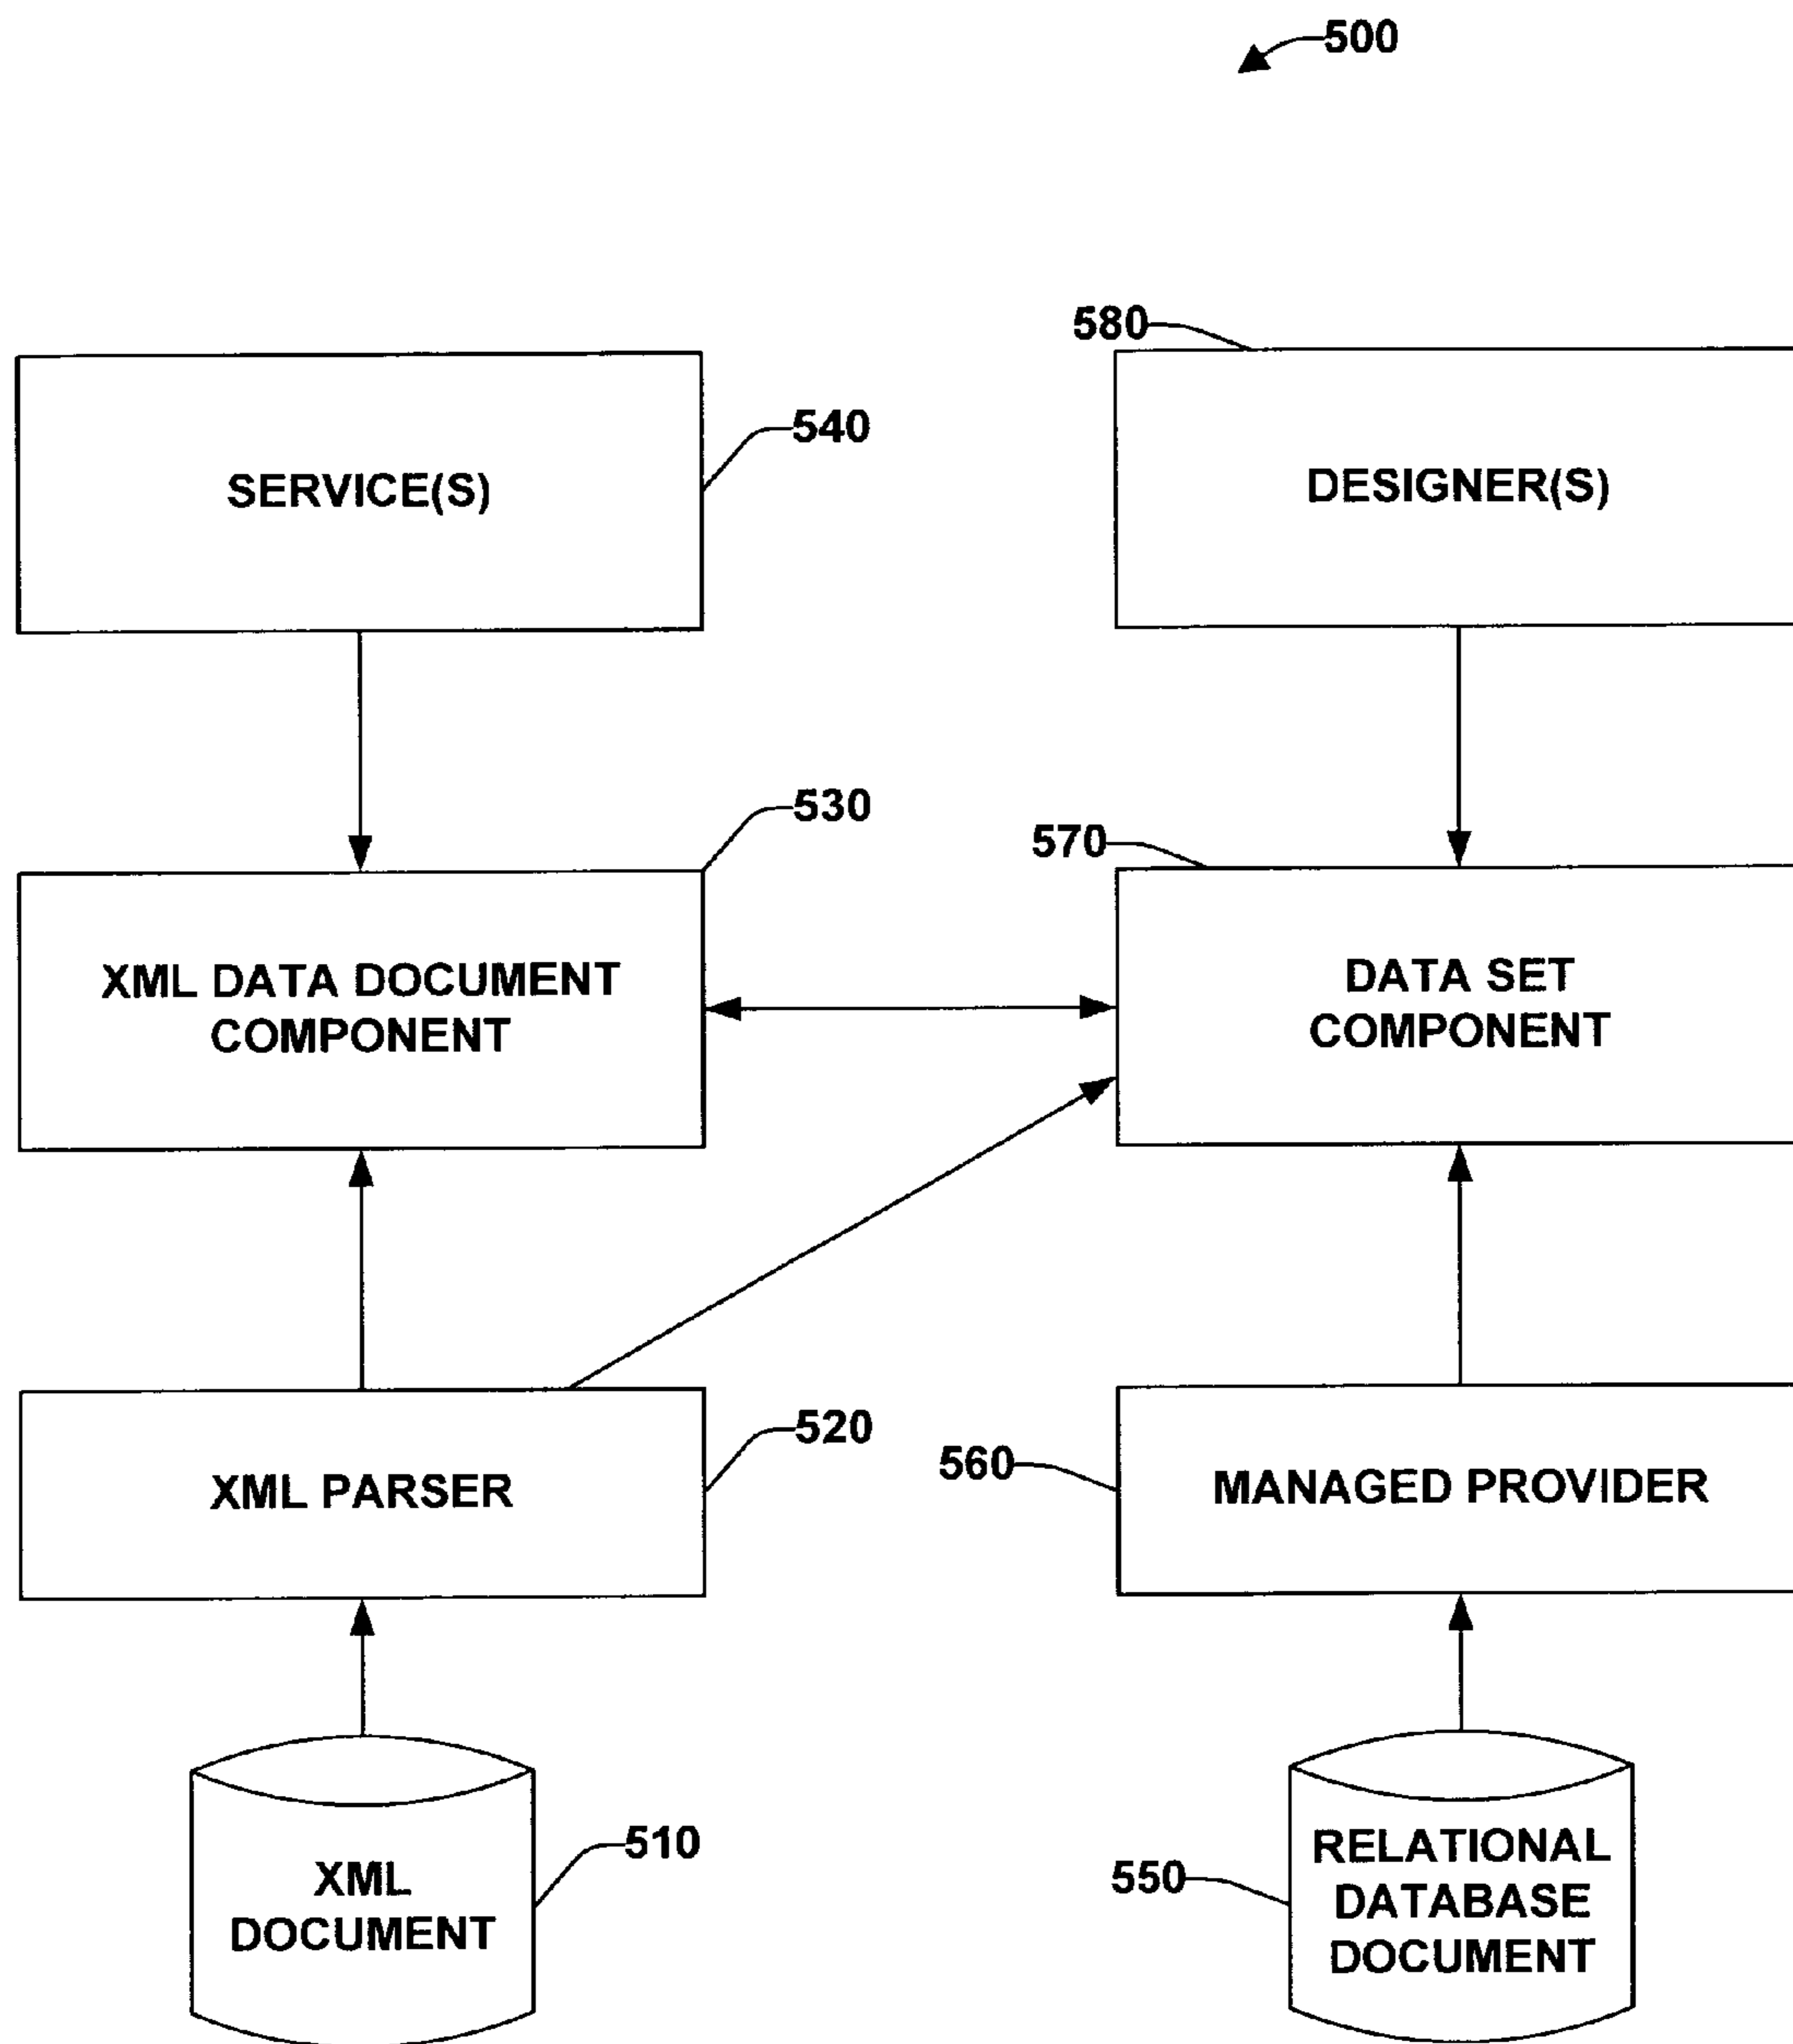 500
580
540
SERVICE(S)
DESIGNER(S)
530
570
XML DATA DOCUMENT
COMPONENT
DATA SET
COMPONENT
520
560
XML PARSER
MANAGED PROVIDER
510
XML
DOCUMENT
550
RELATIONAL
DATABASE
DOCUMENT